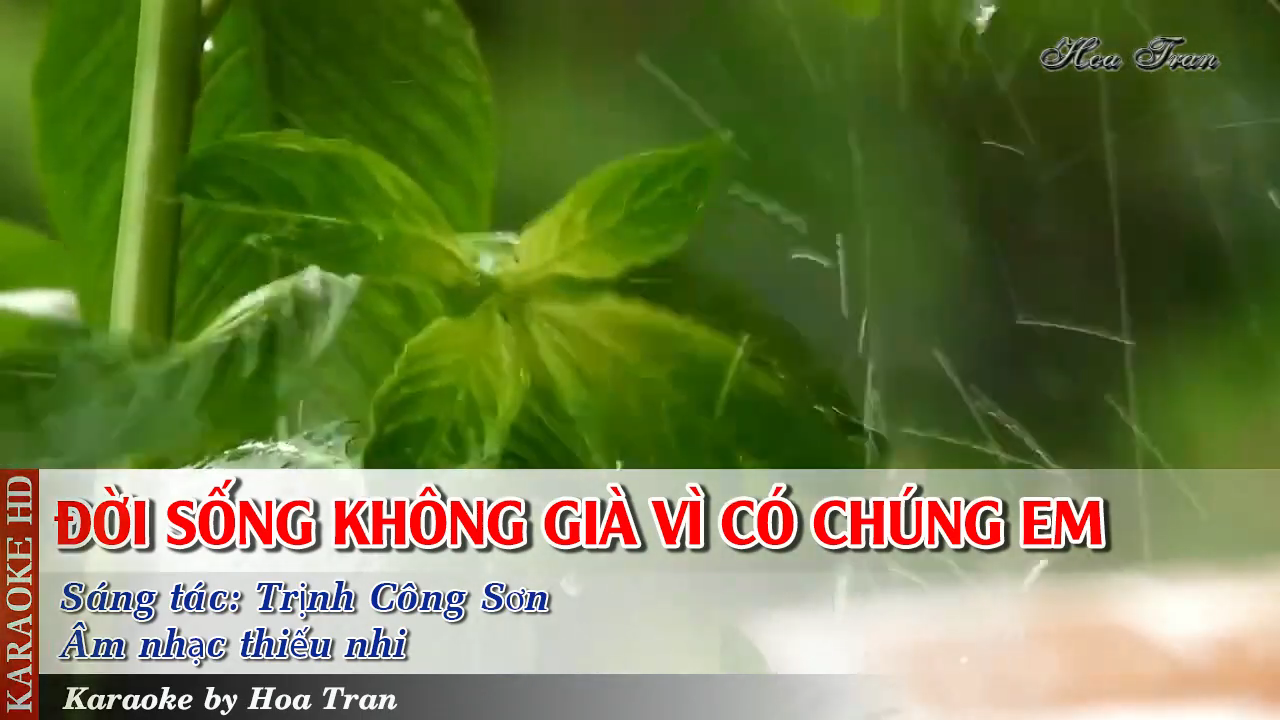 Hoa Tran
KARAOKE HD
ĐỜI SỐNG KHÔNG GIÀ VÌ CÓ CHÚNG EM
Sáng tác: Trịnh Công Sơn
Âm nhạc thiếu nhi
Karaoke by Hoa Tran